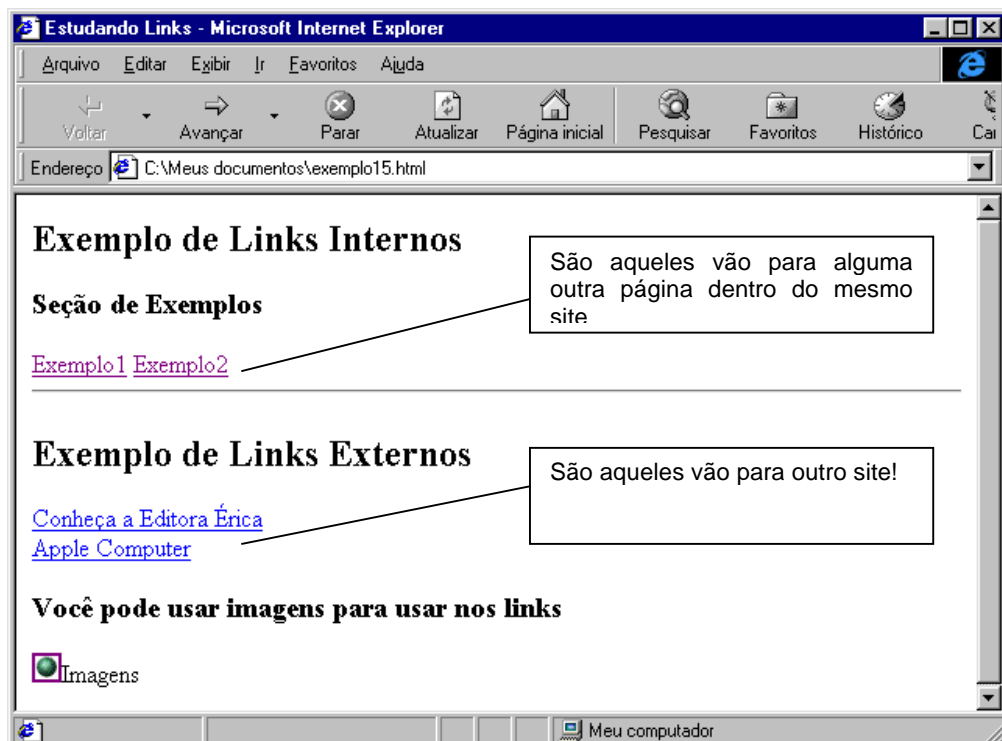 Estudando Links - Microsoft Internet Explorer
Arquivo Editar Exibir Ir Favoritos Ajuda
Voltar Avançar Parar Atualizar Página inicial Pesquisar Favoritos Histórico Cai
Endereço C:\Meus documentos\exemplo15.html
Exemplo de Links Internos
São aqueles vão para alguma
outra página dentro do mesmo
site
Seção de Exemplos
Exemplo1 Exemplo2
Exemplo de Links Externos
São aqueles vão para outro site!
Conheça a Editora Érica
Apple Computer
Você pode usar imagens para usar nos links
Imagens
Meu computador